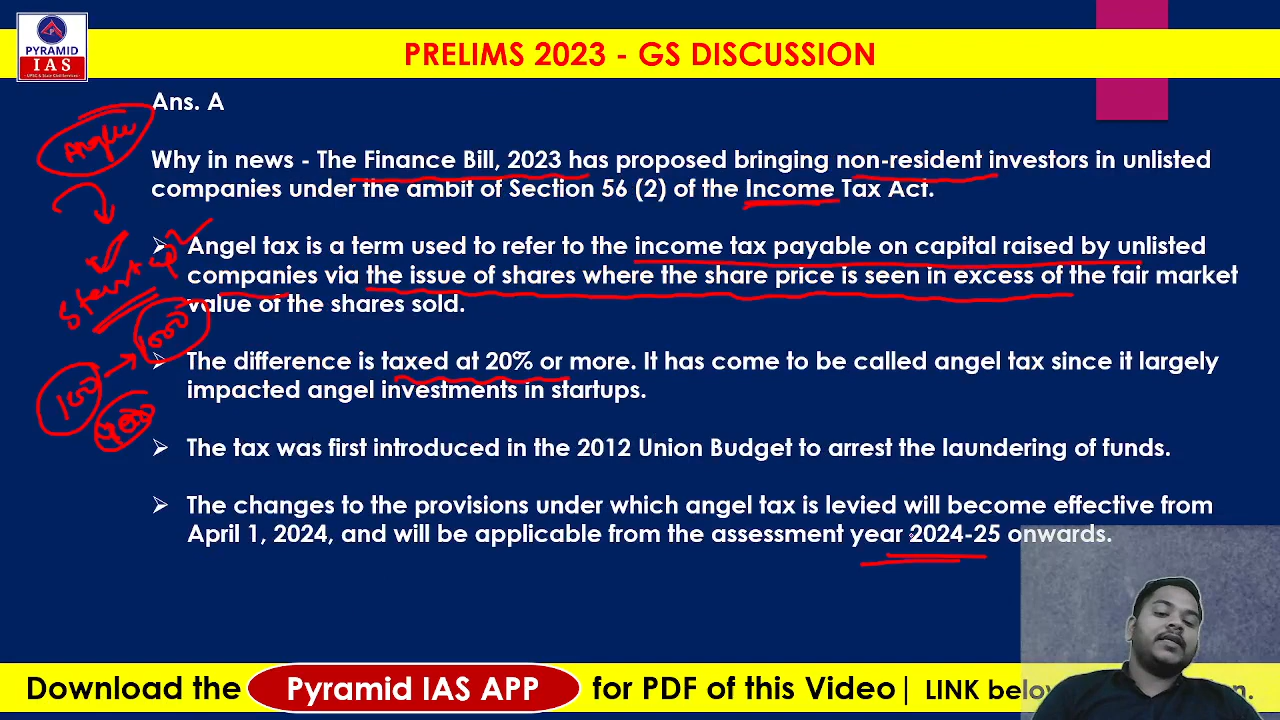 PYRAMID
IAS
PRELIMS 2023 - GS DISCUSSION
Ans. A
Why in news - The Finance Bill, 2023 has proposed bringing non-resident investors in unlisted
companies under the ambit of Section 56 (2) of the Income Tax Act.
➢ Angel tax is a term used to refer to the income tax payable on capital raised by unlisted
companies via the issue of shares where the share price is seen in excess of the fair market
value of the shares sold.
➢ The difference is taxed at 20% or more. It has come to be called angel tax since it largely
impacted angel investments in startups.
➢ The tax was first introduced in the 2012 Union Budget to arrest the laundering of funds.
➢ The changes to the provisions under which angel tax is levied will become effective from
April 1, 2024, and will be applicable from the assessment year 2024-25 onwards.
Download the Pyramid IAS APP for PDF of this Video | LINK